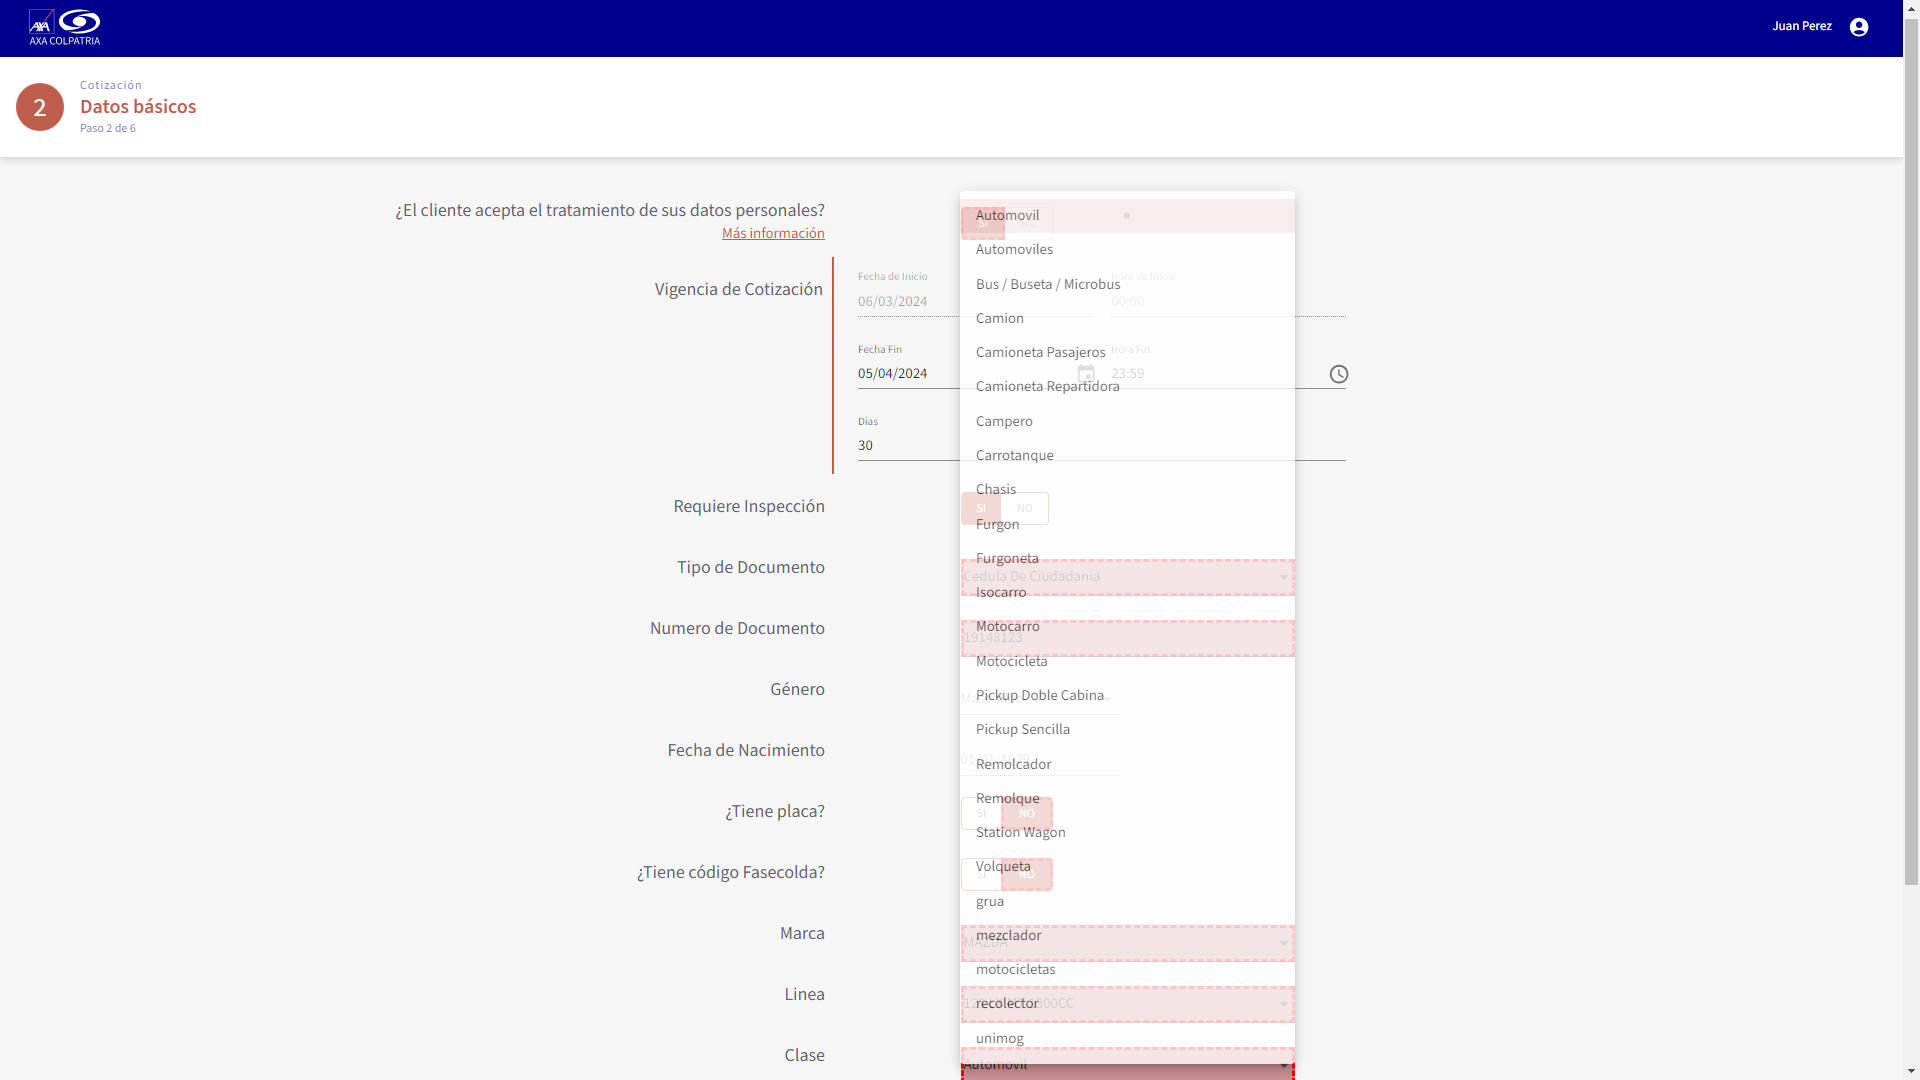 AXA
AXA COLPATRIA
Juan Perez
2
Cotización
Datos básicos
Paso 2 de 6
¿El cliente acepta el tratamiento de sus datos personales?
Más información
SI
Vigencia de Cotización
Fecha de Inicio
06/03/2024
Hora de Inicio
00:00
Fecha Fin
05/04/2024
Hora Fin
23:59
Días
30
Requiere Inspección
SI
NO
Tipo de Documento
Cedula De Ciudadania
Numero de Documento
19148123
Género
Fecha de Nacimiento
¿Tiene placa?
SI
NO
¿Tiene código Fasecolda?
SI
NO
Marca
MAZDA
Linea
Clase
Automovil
Automovil
Automoviles
Bus / Buseta / Microbus
Camion
Camioneta Pasajeros
Camioneta Repartidora
Campero
Carrotanque
Chasis
Furgon
Furgoneta
Isocarro
Motocarro
Motocicleta
Pickup Doble Cabina
Pickup Sencilla
Remolcador
Remolque
Station Wagon
Volqueta
grua
mezclador
motocicletas
recolector
unimog